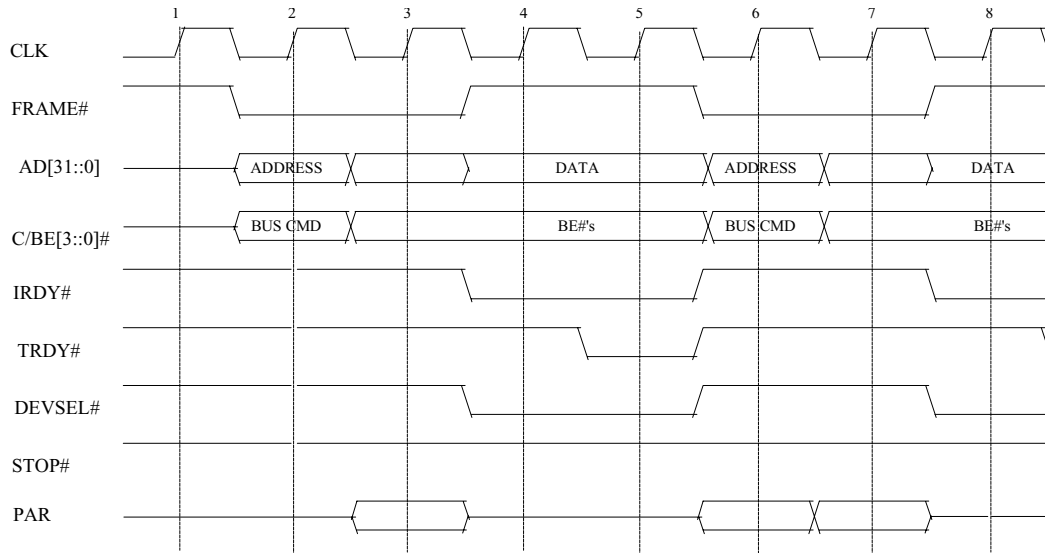 1 2 3 4 5 6 7 8
CLK
FRAME#
AD[31::0] ADDRESS DATA ADDRESS DATA
C/BE[3::0]# BUS CMD BE#'s BUS CMD BE#'s
IRDY#
TRDY#
DEVSEL#
STOP#
PAR